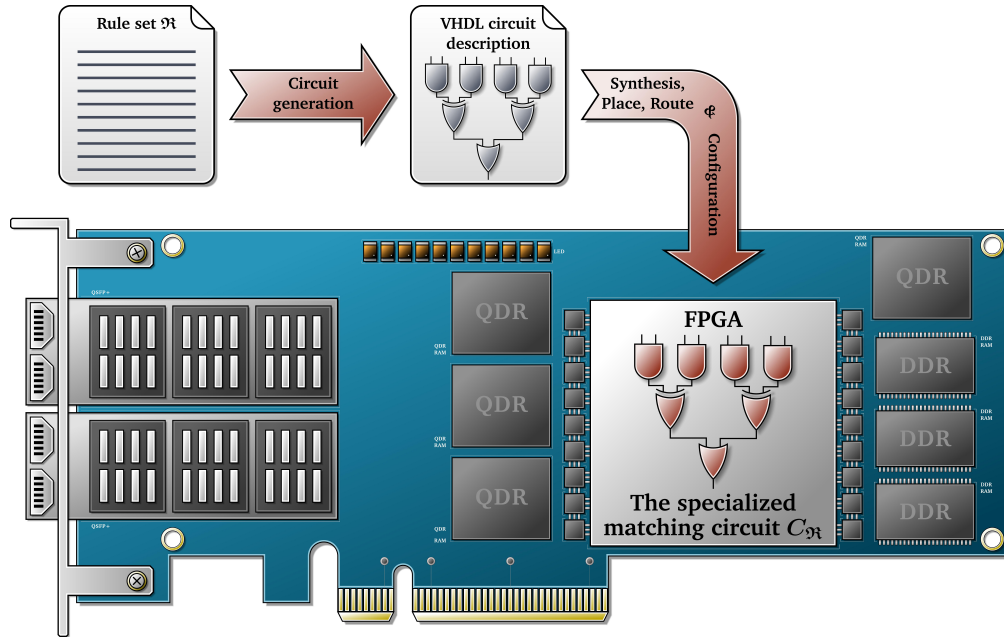 Rule set ℜ
Circuit
generation
VHDL circuit
description
Synthesis,
Place, Route
&
Configuration
LED
QSFP+
QSFP+
QDR
QDR
RAM
QDR
QDR
RAM
QDR
QDR
RAM
FPGA
The specialized
matching circuit Cℜ
QDR
RAM
QDR
DDR
DDR
RAM
DDR
DDR
RAM
DDR
DDR
RAM